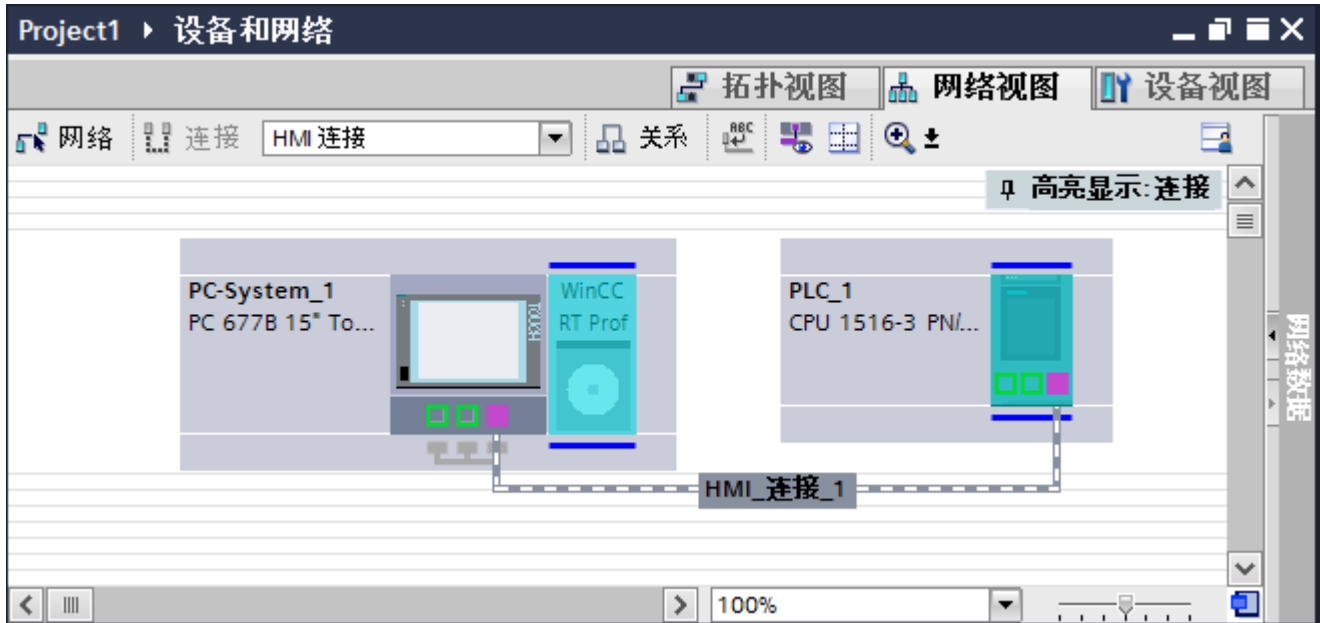 Project1 ▸ 设备和网络
拓扑视图 网络视图 设备视图
网络 连接 HMI 连接 关系
高亮显示:连接
PC-System_1
PC 677B 15" To...
TOUCH
WinCC
RT Prof
PLC_1
CPU 1516-3 PN/...
HMI_连接_1
网络数据
100%